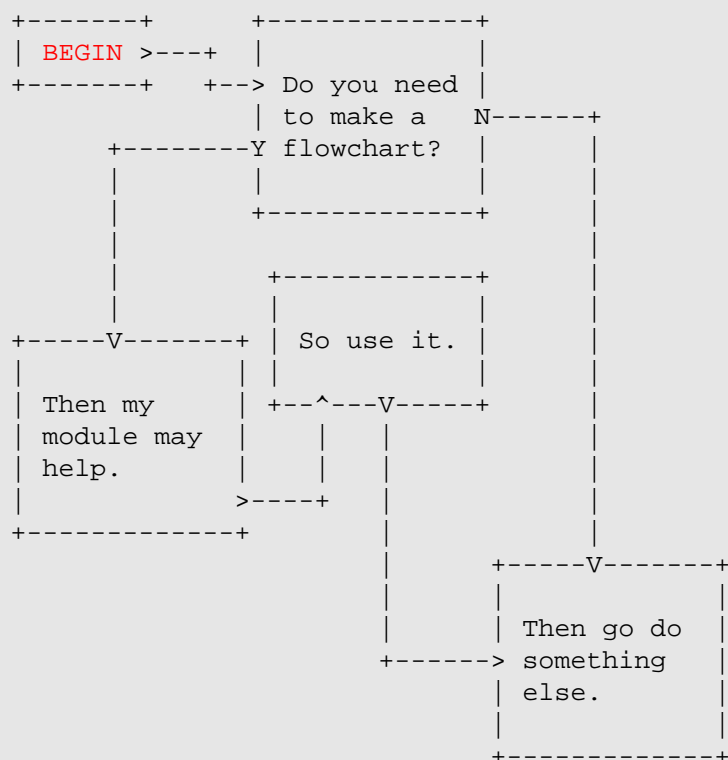 BEGIN
Do you need
to make a
flowchart?
N
Y
So use it.
Then my
module may
help.
Then go do
something
else.